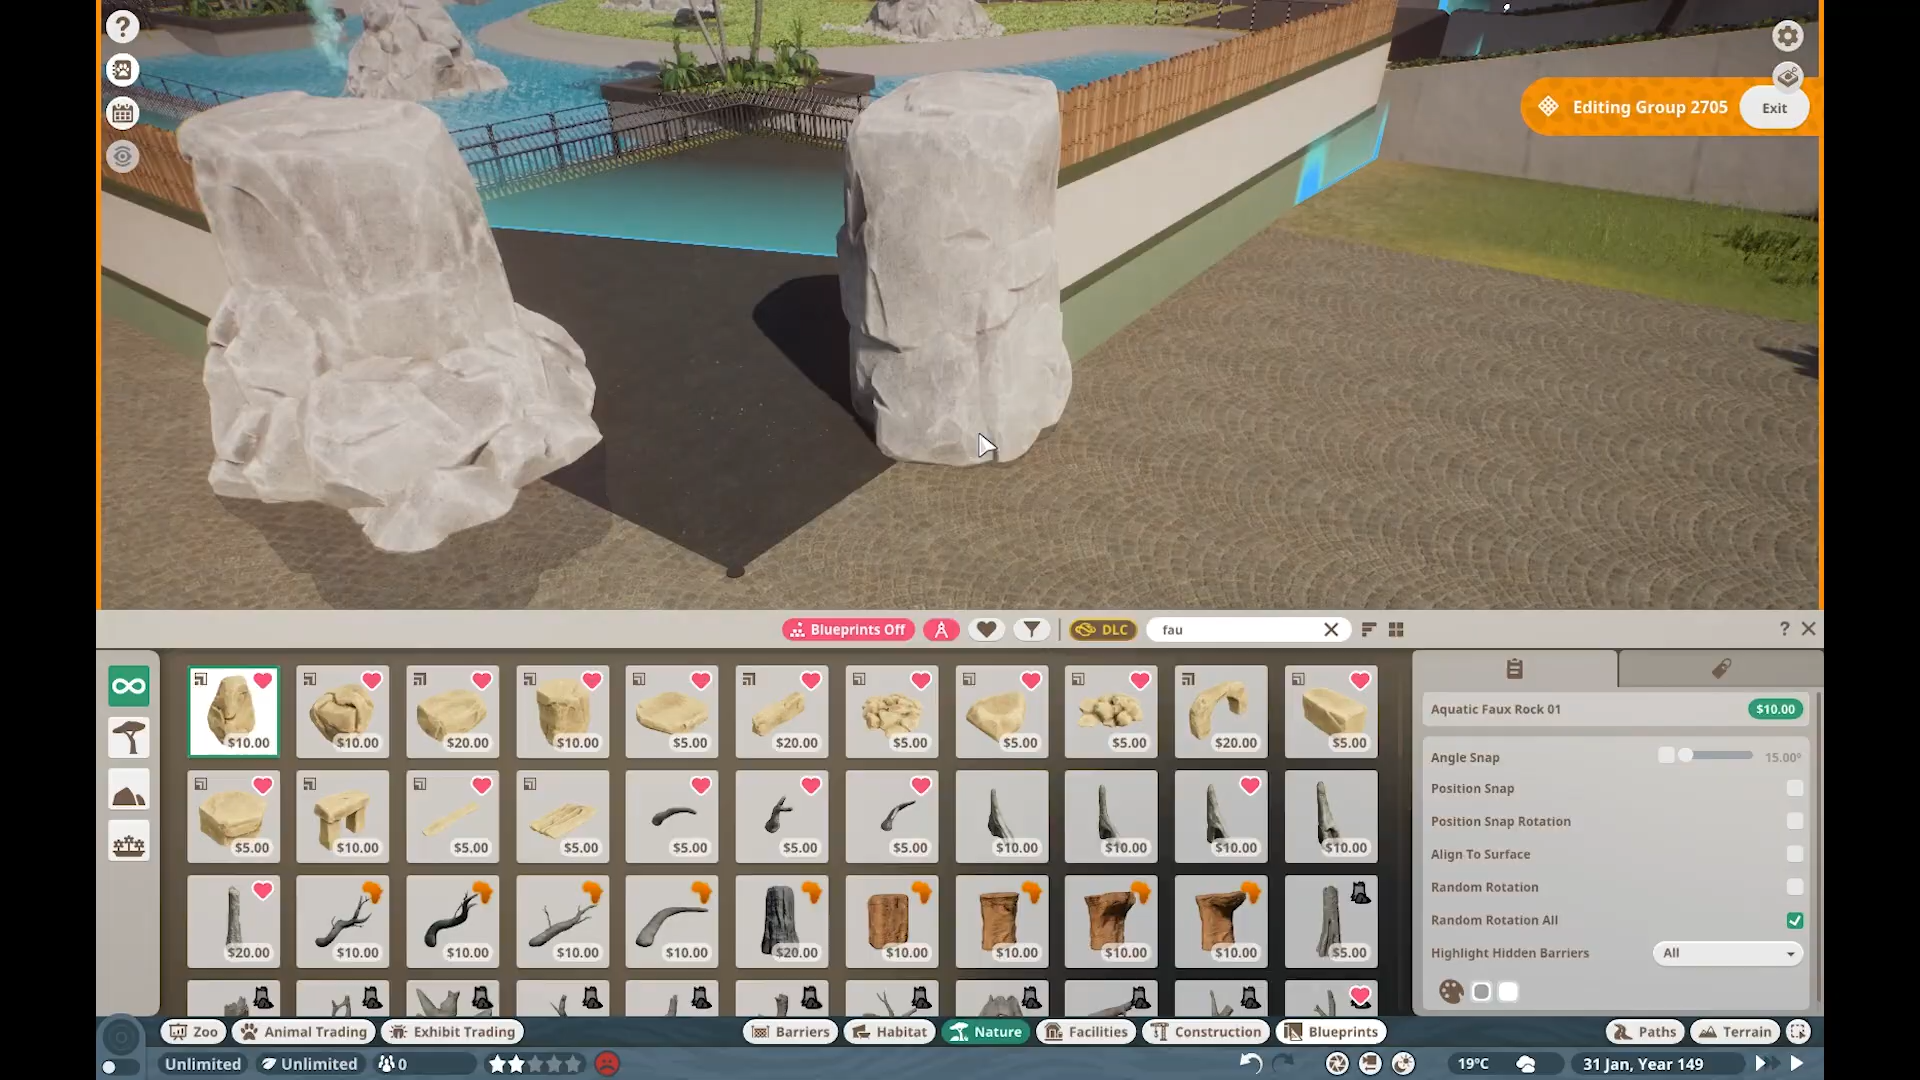 ?
Editing Group 2705
Exit
Blueprints Off
DLC
fau
?
$10.00 $10.00 $20.00 $10.00 $5.00 $20.00 $5.00 $5.00 $5.00 $20.00 $5.00
$5.00 $10.00 $5.00 $5.00 $5.00 $5.00 $5.00 $10.00 $10.00 $10.00 $10.00
$20.00 $10.00 $10.00 $10.00 $10.00 $20.00 $10.00 $10.00 $10.00 $10.00 $5.00
Aquatic Faux Rock 01 $10.00
Angle Snap 15.00°
Position Snap
Position Snap Rotation
Align To Surface
Random Rotation
Random Rotation All
Highlight Hidden Barriers All
Zoo Animal Trading Exhibit Trading Barriers Habitat Nature Facilities Construction Blueprints Paths Terrain
Unlimited Unlimited 0 19°C 31 Jan, Year 149